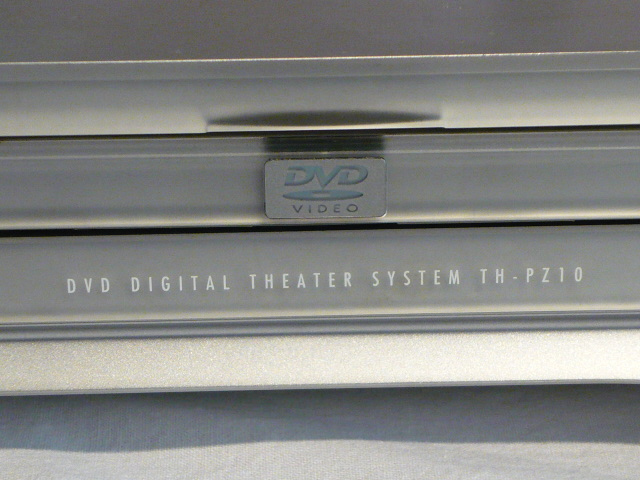 DVD
VIDEO
DVD DIGITAL THEATER SYSTEM TH-PZ10